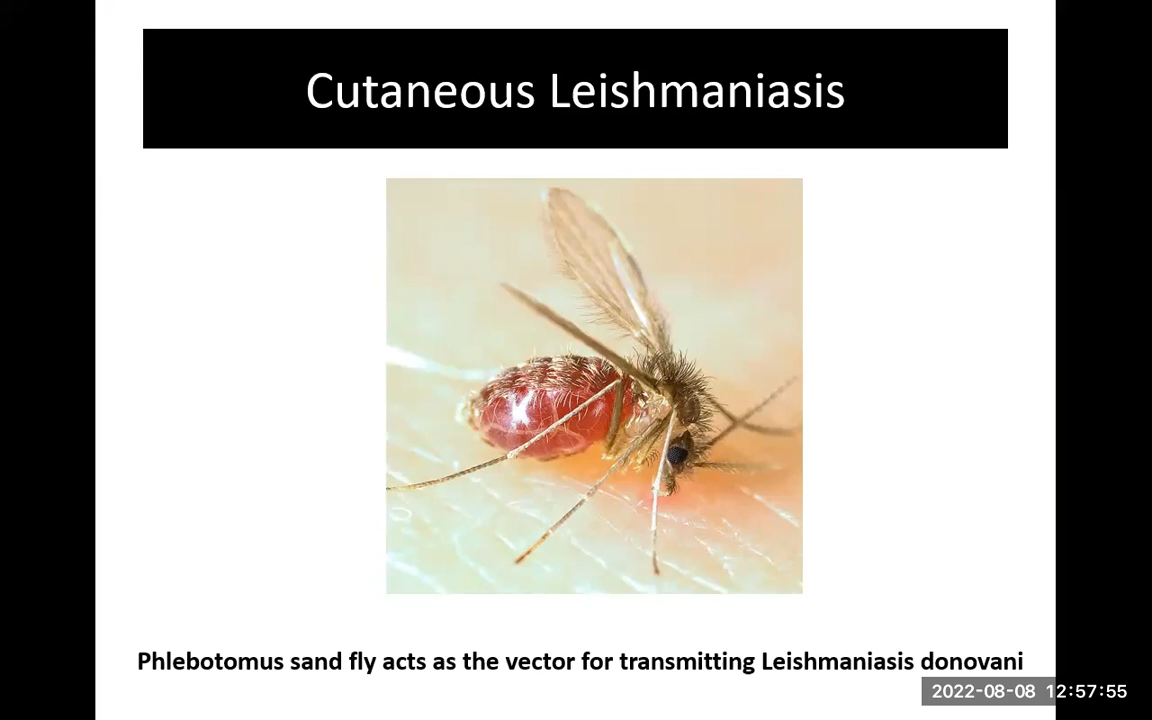 Cutaneous Leishmaniasis
Phlebotomus sand fly acts as the vector for transmitting Leishmaniasis donovani
2022-08-08 12:57:55